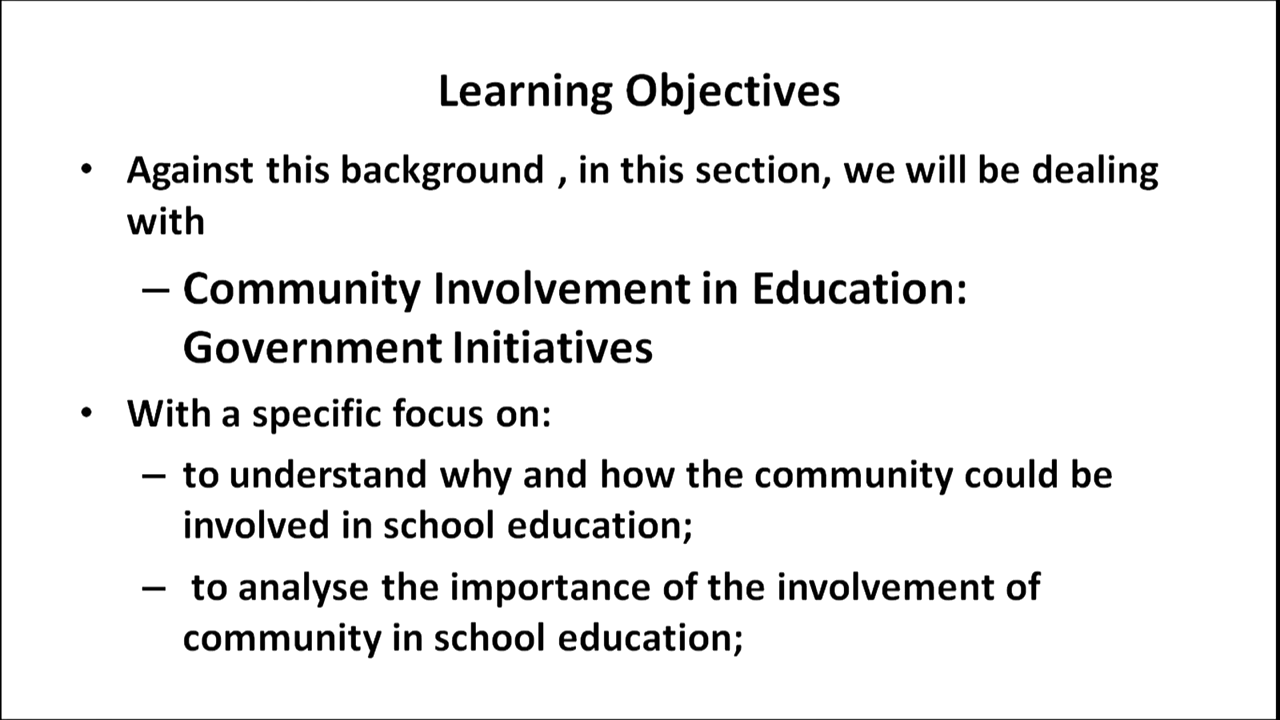 Learning Objectives
• Against this background , in this section, we will be dealing
with
– Community Involvement in Education:
Government Initiatives
• With a specific focus on:
– to understand why and how the community could be
involved in school education;
– to analyse the importance of the involvement of
community in school education;